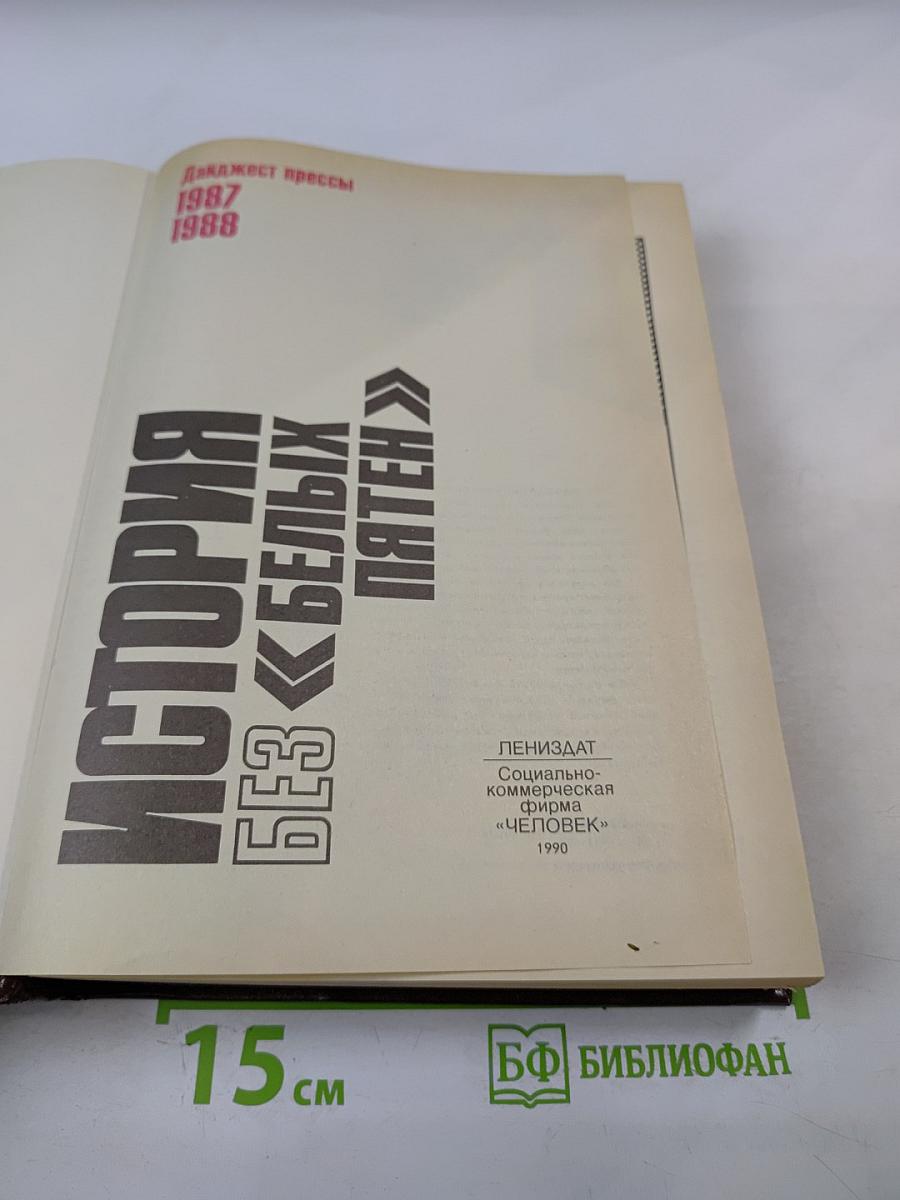 Дайджест прессы
1987
1988
ИСТОРИЯ
БЕЗ «БЕЛЫХ
ПЯТЕН»
ЛЕНИЗДАТ
Социально-
коммерческая
фирма
«ЧЕЛОВЕК»
1990
15 см
БФ БИБЛИОФАН